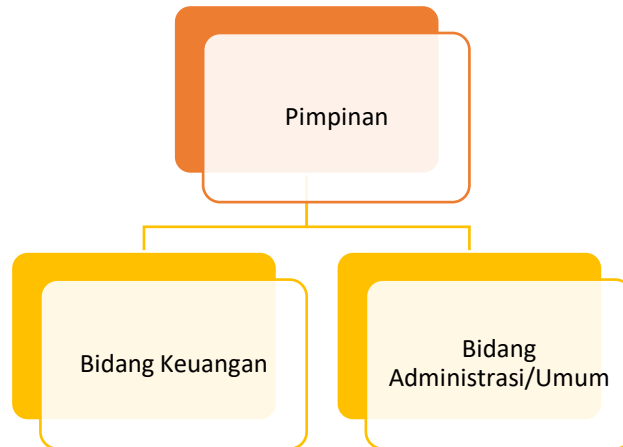 Pimpinan
Bidang Keuangan
Bidang
Administrasi/Umum